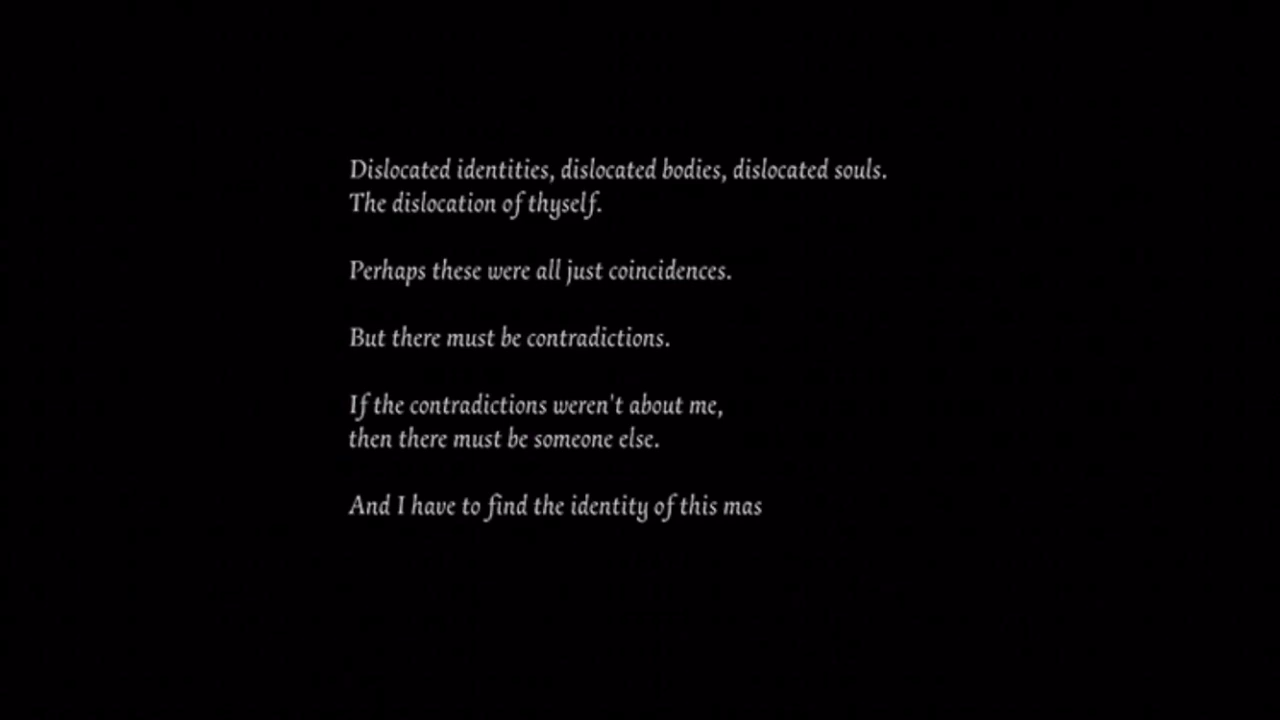 Dislocated identities, dislocated bodies, dislocated souls.
The dislocation of thyself.
Perhaps these were all just coincidences.
But there must be contradictions.
If the contradictions weren't about me,
then there must be someone else.
And I have to find the identity of this mas